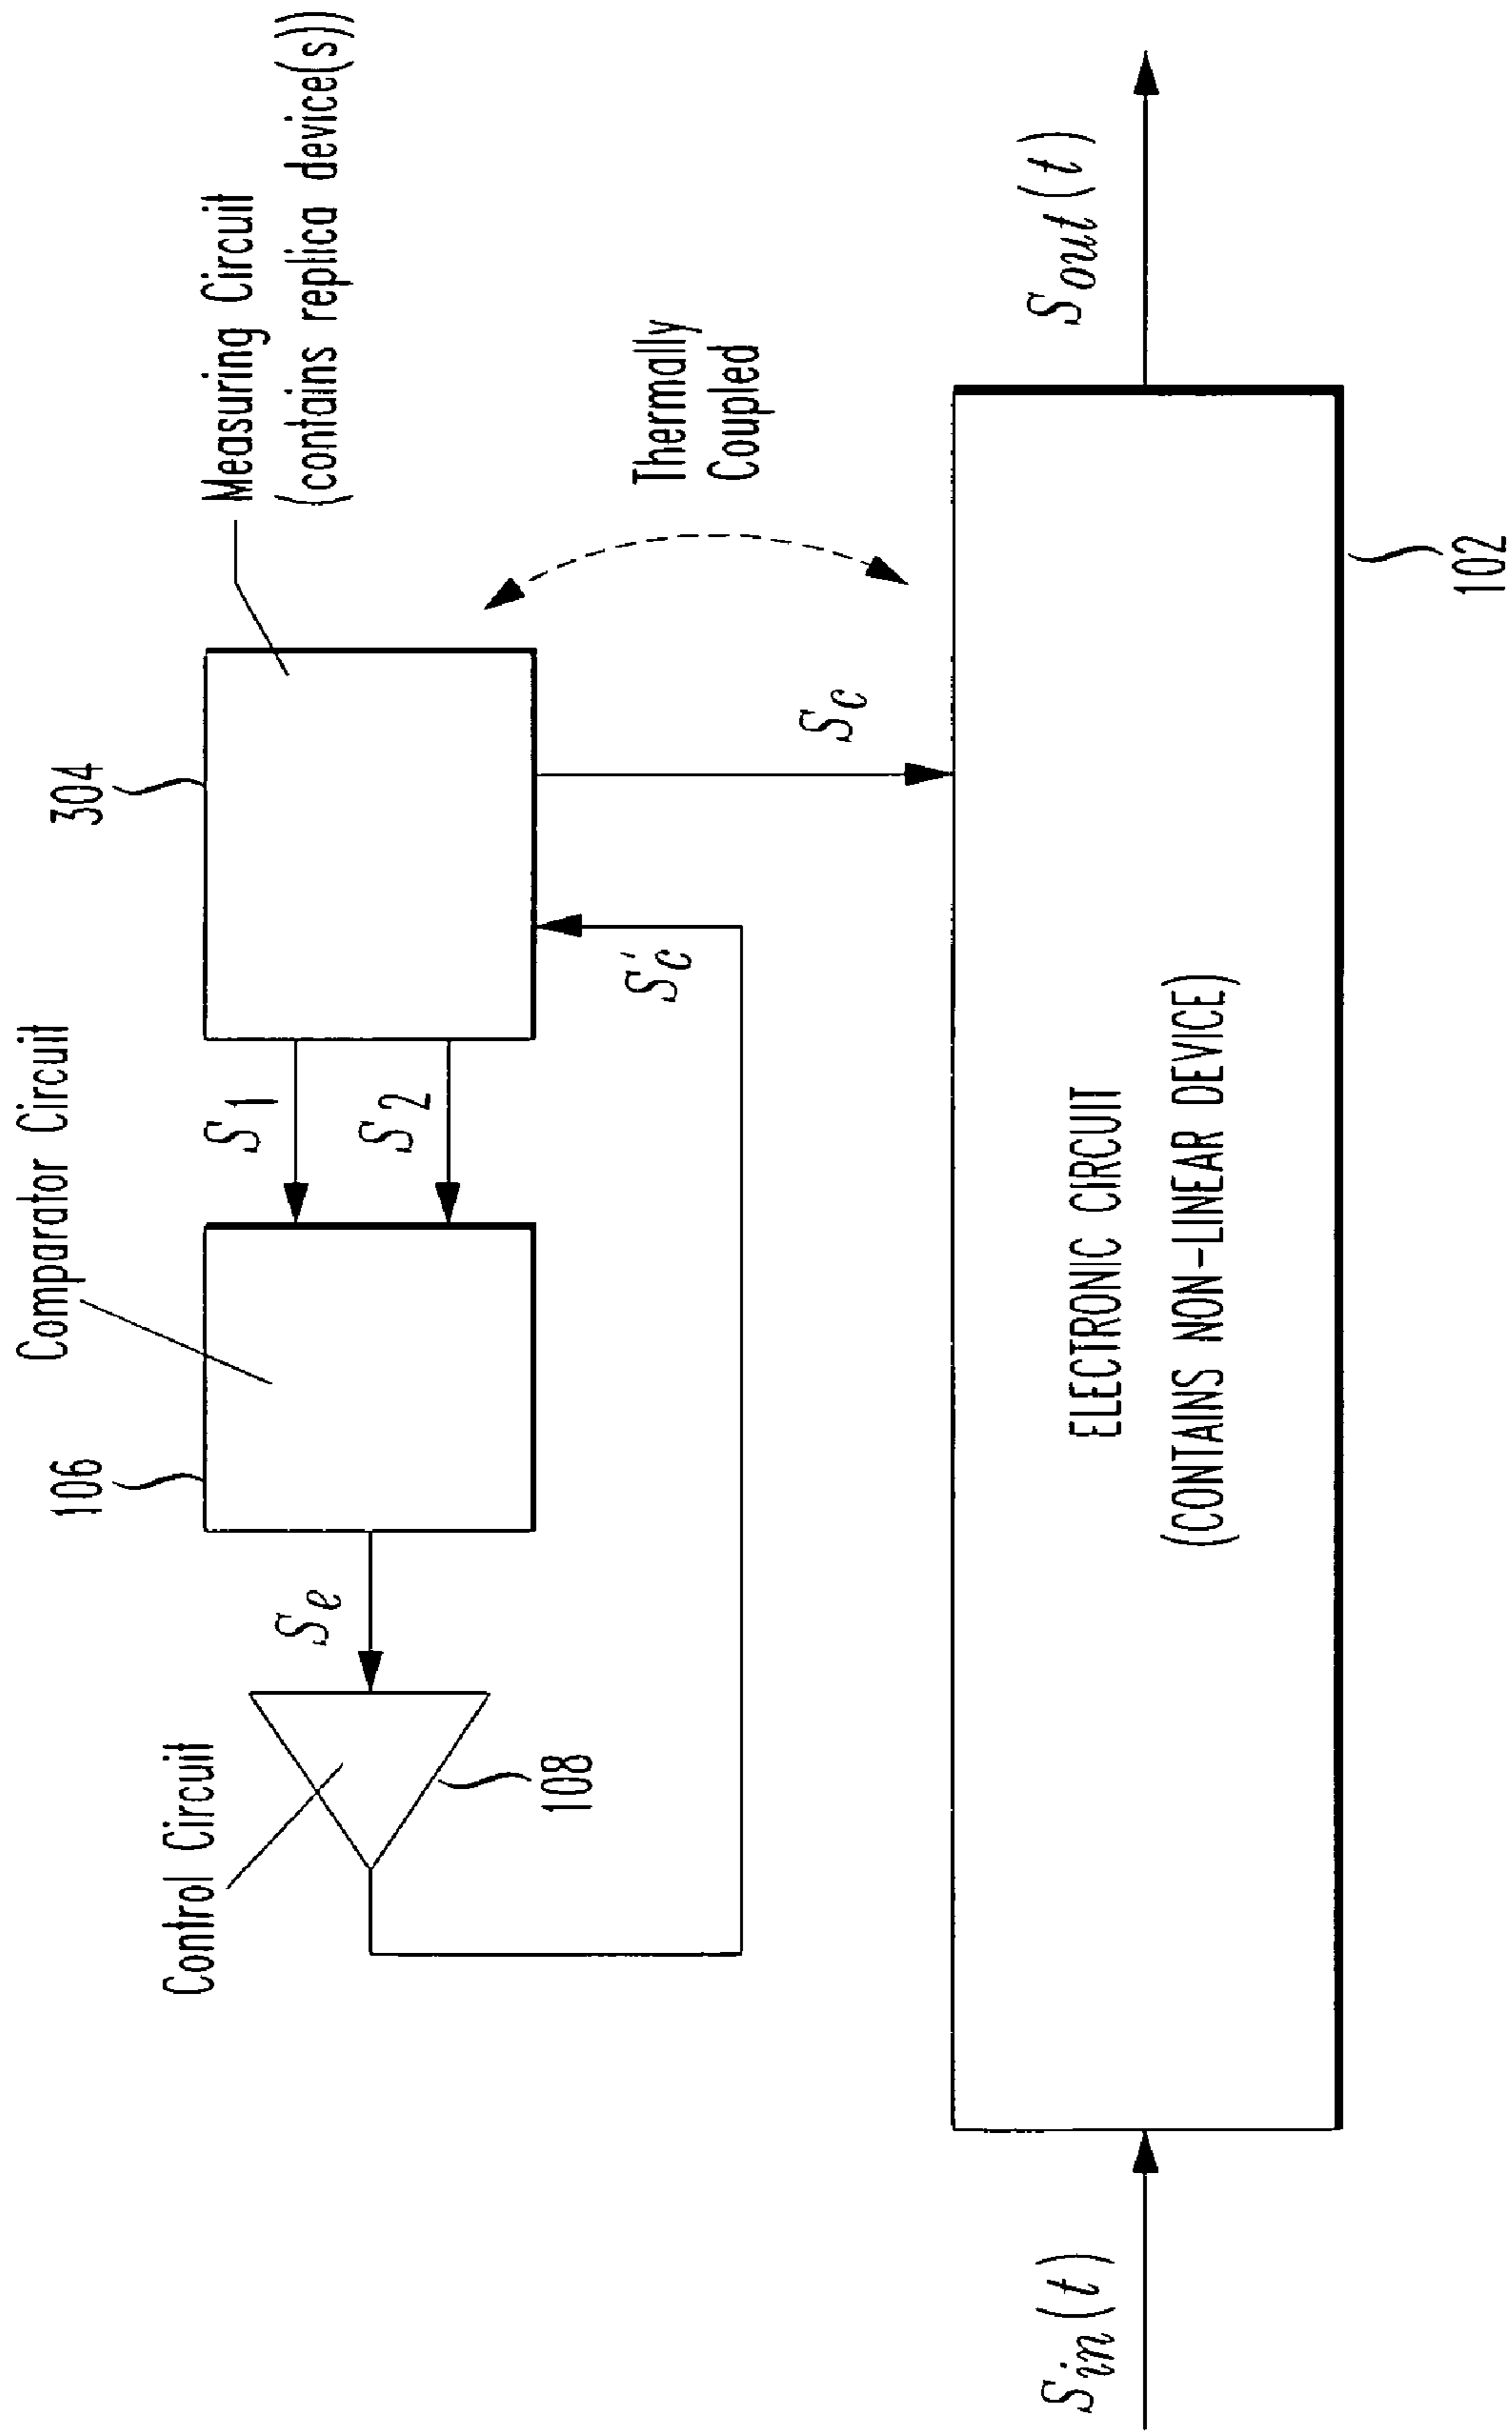 Control Circuit
108
Se
106
Comparator Circuit
S1
S2
304
S'c
Sc
Measuring Circuit
(contains replica device(s))
Thermally
Coupled
Sin(t)
ELECTRONIC CIRCUIT
(CONTAINS NON-LINEAR DEVICE)
102
Sout(t)